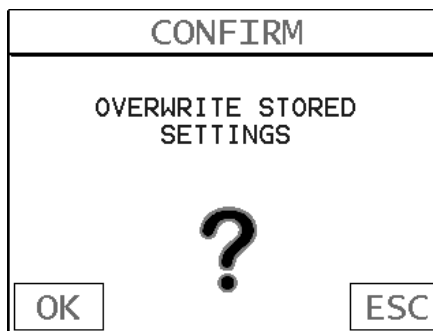 CONFIRM
OVERWRITE STORED
SETTINGS
?
OK ESC